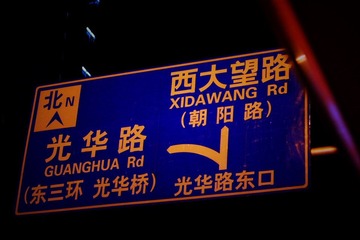 北N
西大望路
XIDAWANG Rd
(朝阳路)
光华路
GUANGHUA Rd
(东三环 光华桥)
光华路东口